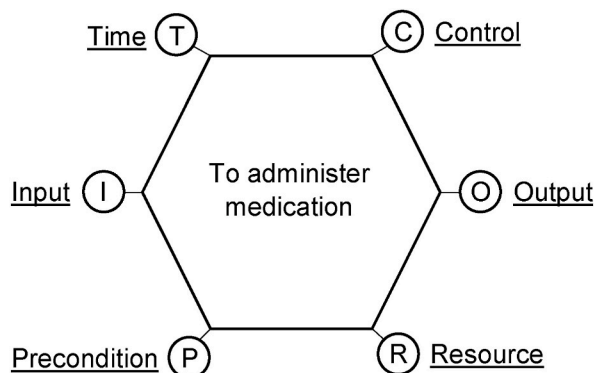 Time T C Control
Input I To administer medication O Output
Precondition P R Resource